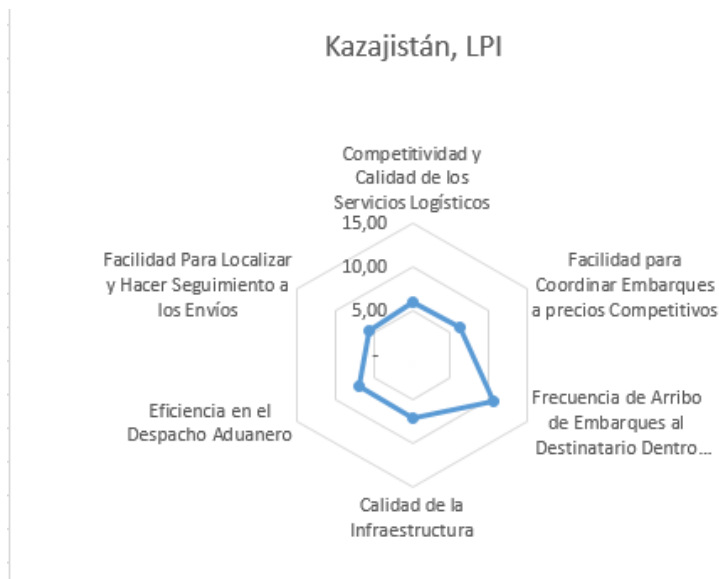 Kazajistán, LPI
Competitividad y
Calidad de los
Servicios Logísticos
15,00
10,00
5,00
-
Facilidad para
Coordinar Embarques
a precios Competitivos
Frecuencia de Arribo
de Embarques al
Destinatario Dentro...
Calidad de la
Infraestructura
Eficiencia en el
Despacho Aduanero
Facilidad Para Localizar
y Hacer Seguimiento a
los Envíos